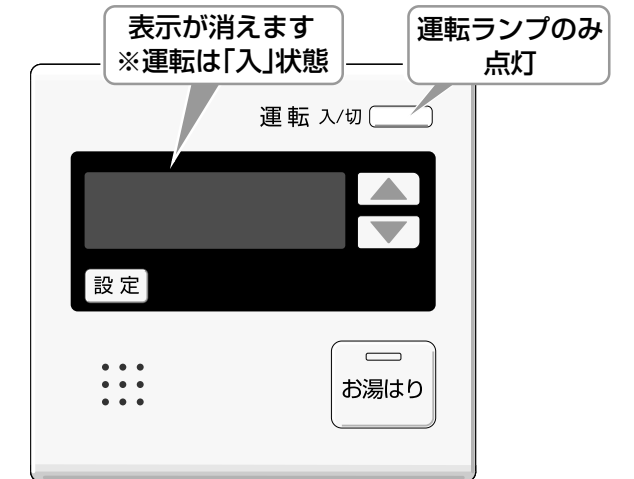 表示が消えます
※運転は「入」状態
運転ランプのみ
点灯
運転 入/切
設定
お湯はり